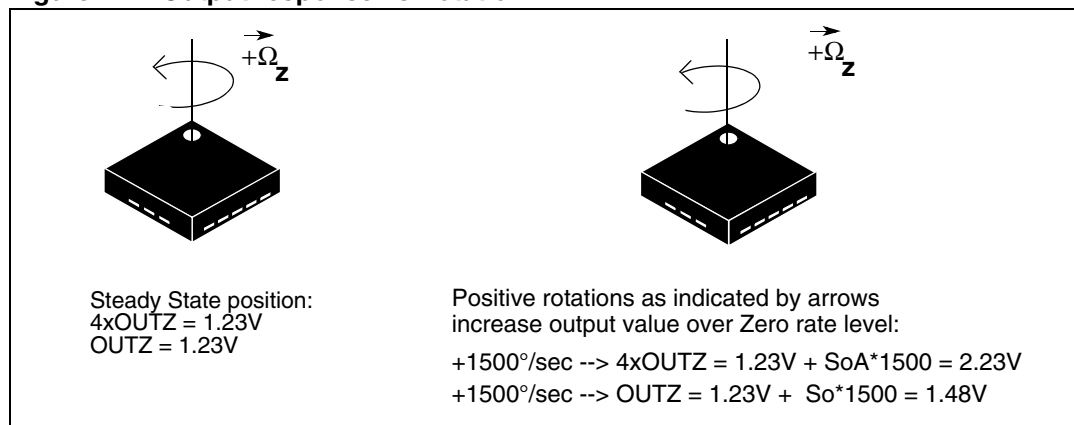 +Ω
z
+Ω
z
Steady State position:
4xOUTZ = 1.23V
OUTZ = 1.23V
Positive rotations as indicated by arrows
increase output value over Zero rate level:
+1500°/sec --> 4xOUTZ = 1.23V + SoA*1500 = 2.23V
+1500°/sec --> OUTZ = 1.23V + So*1500 = 1.48V